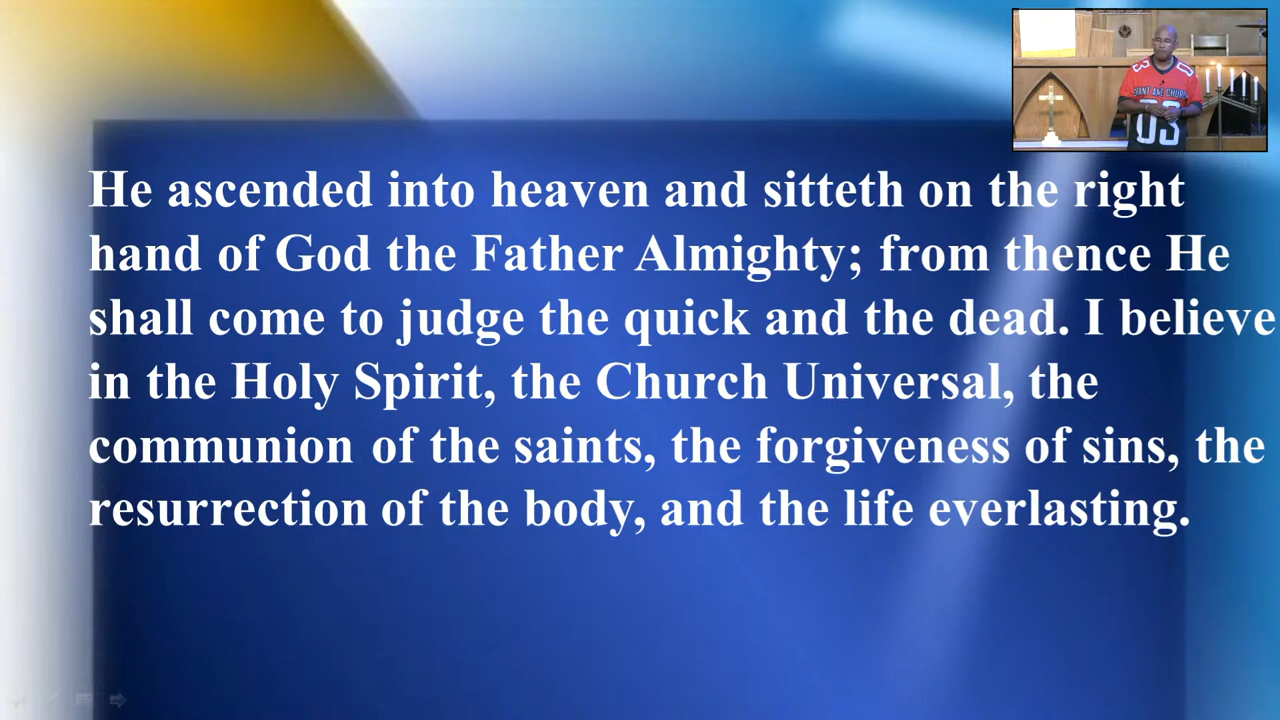 He ascended into heaven and sitteth on the right
hand of God the Father Almighty; from thence He
shall come to judge the quick and the dead. I believe
in the Holy Spirit, the Church Universal, the
communion of the saints, the forgiveness of sins, the
resurrection of the body, and the life everlasting.
03